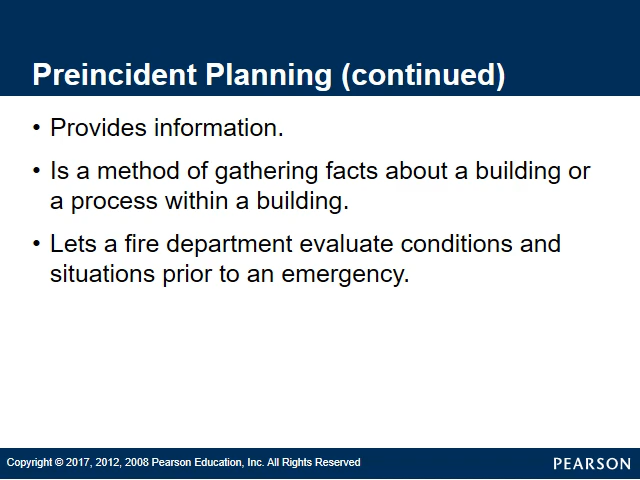 Preincident Planning (continued)
• Provides information.
• Is a method of gathering facts about a building or
a process within a building.
• Lets a fire department evaluate conditions and
situations prior to an emergency.
Copyright © 2017, 2012, 2008 Pearson Education, Inc. All Rights Reserved
PEARSON